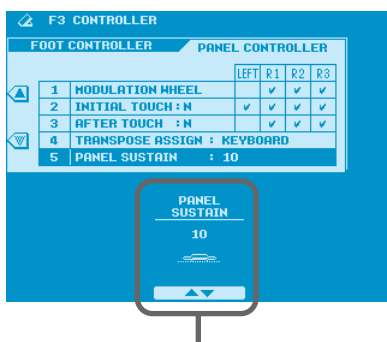 F3 CONTROLLER
FOOT CONTROLLER PANEL CONTROLLER
LEFT R1 R2 R3
1 MODULATION WHEEL ✔ ✔ ✔
2 INITIAL TOUCH : N ✔ ✔ ✔ ✔
3 AFTER TOUCH : N ✔ ✔ ✔
4 TRANSPOSE ASSIGN : KEYBOARD
5 PANEL SUSTAIN : 10
PANEL
SUSTAIN
10